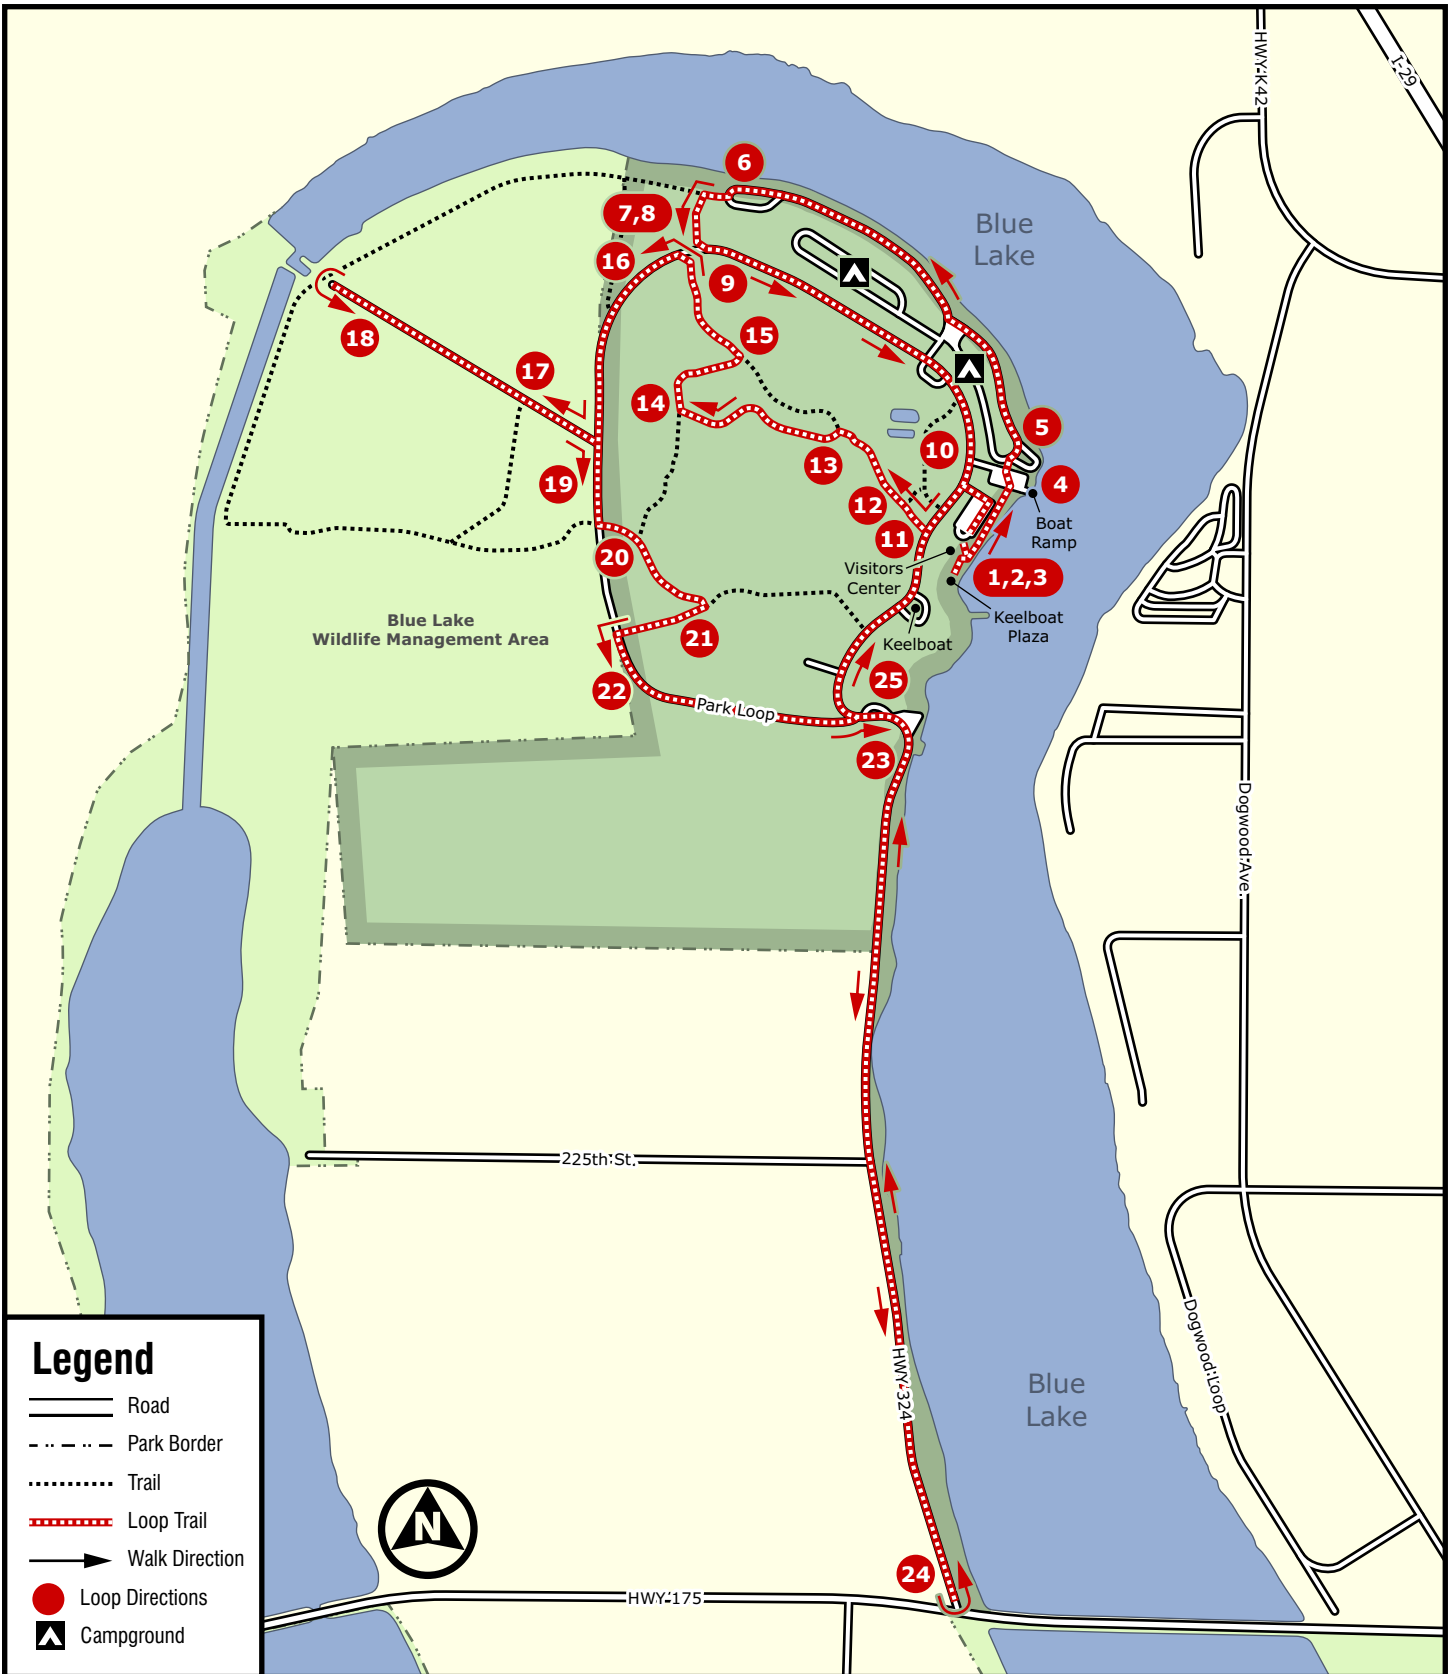 HWY K42
I-29
6
Blue
Lake
7,8
16
9
15
18
17
14
5
10
13
4
19
12
Boat
Ramp
11
20
Visitors
Center
1,2,3
Keelboat
Plaza
Blue Lake
Wildlife Management Area
21
Keelboat
25
22
Park Loop
23
Dogwood Ave.
225th St.
HWY 324
Dogwood Loop
Blue
Lake
24
HWY 175
N
Legend
Road
Park Border
Trail
Loop Trail
Walk Direction
Loop Directions
Campground